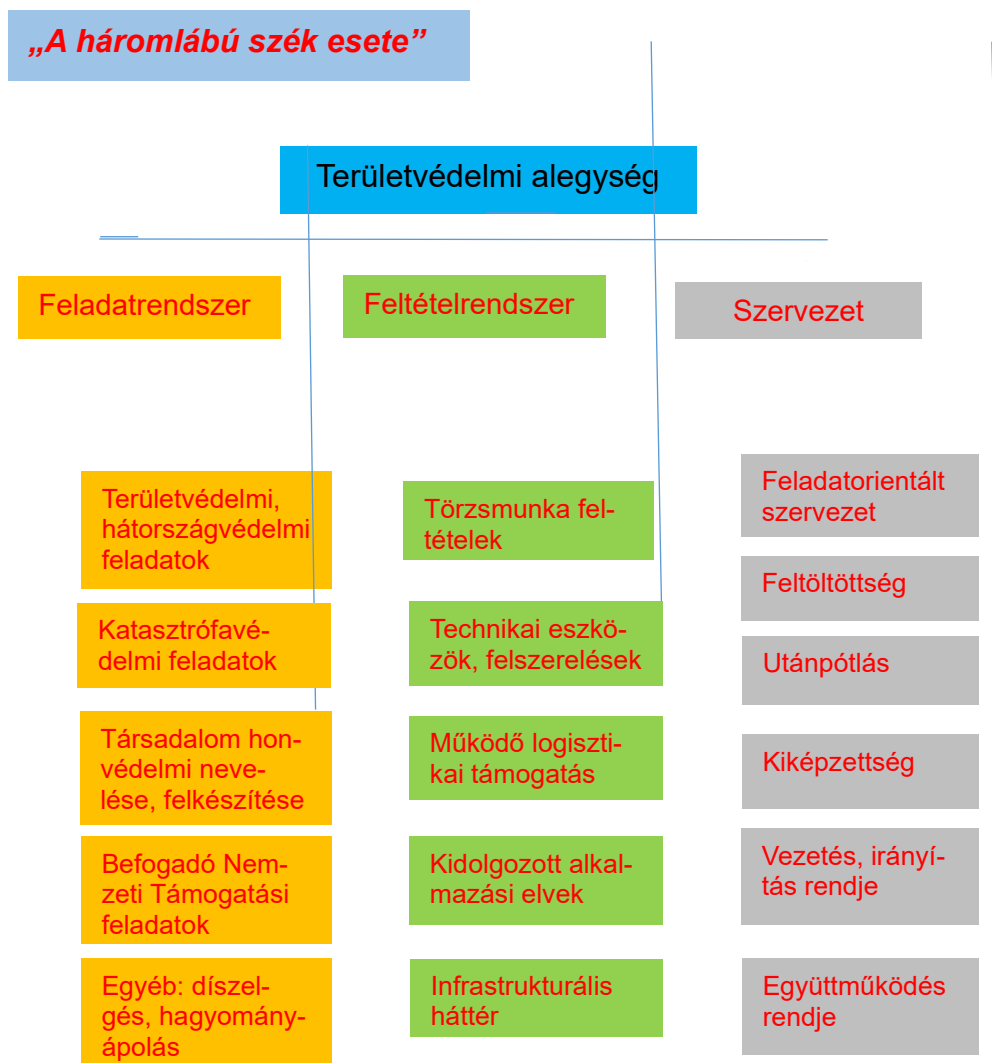 „A háromlábú szék esete”
Területvédelmi alegység
Feladatrendszer
Feltételrendszer
Szervezet
Területvédelmi,
hátországvédelmi
feladatok
Katasztrófavé-
delmi feladatok
Társadalom hon-
védelmi neve-
lése, felkészítése
Befogadó Nem-
zeti Támogatási
feladatok
Egyéb: díszel-
gés, hagyomány-
ápolás
Törzsmunka fel-
tételek
Technikai eszkö-
zök, felszerelések
Működő logiszti-
kai támogatás
Kidolgozott alkal-
mazási elvek
Infrastrukturális
háttér
Feladatorientált
szervezet
Feltöltöttség
Utánpótlás
Kiképzettség
Vezetés, irányí-
tás rendje
Együttműködés
rendje